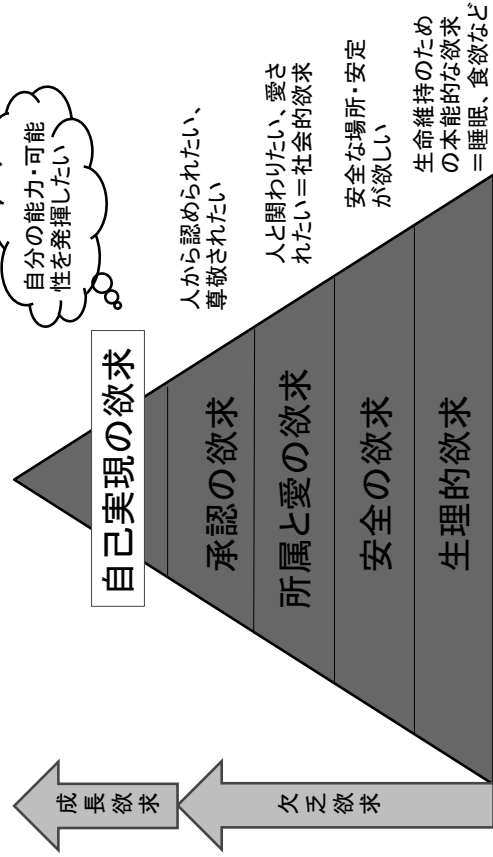 自分の能力・可能
性を発揮したい
自己実現の欲求
人から認められたい、
尊敬されたい
承認の欲求
人と関わりたい、愛さ
れたい＝社会的欲求
所属と愛の欲求
安全な場所・安定
が欲しい
安全の欲求
生命維持のため
の本能的な欲求
＝睡眠、食欲など
生理的欲求
成長欲求
欠乏欲求